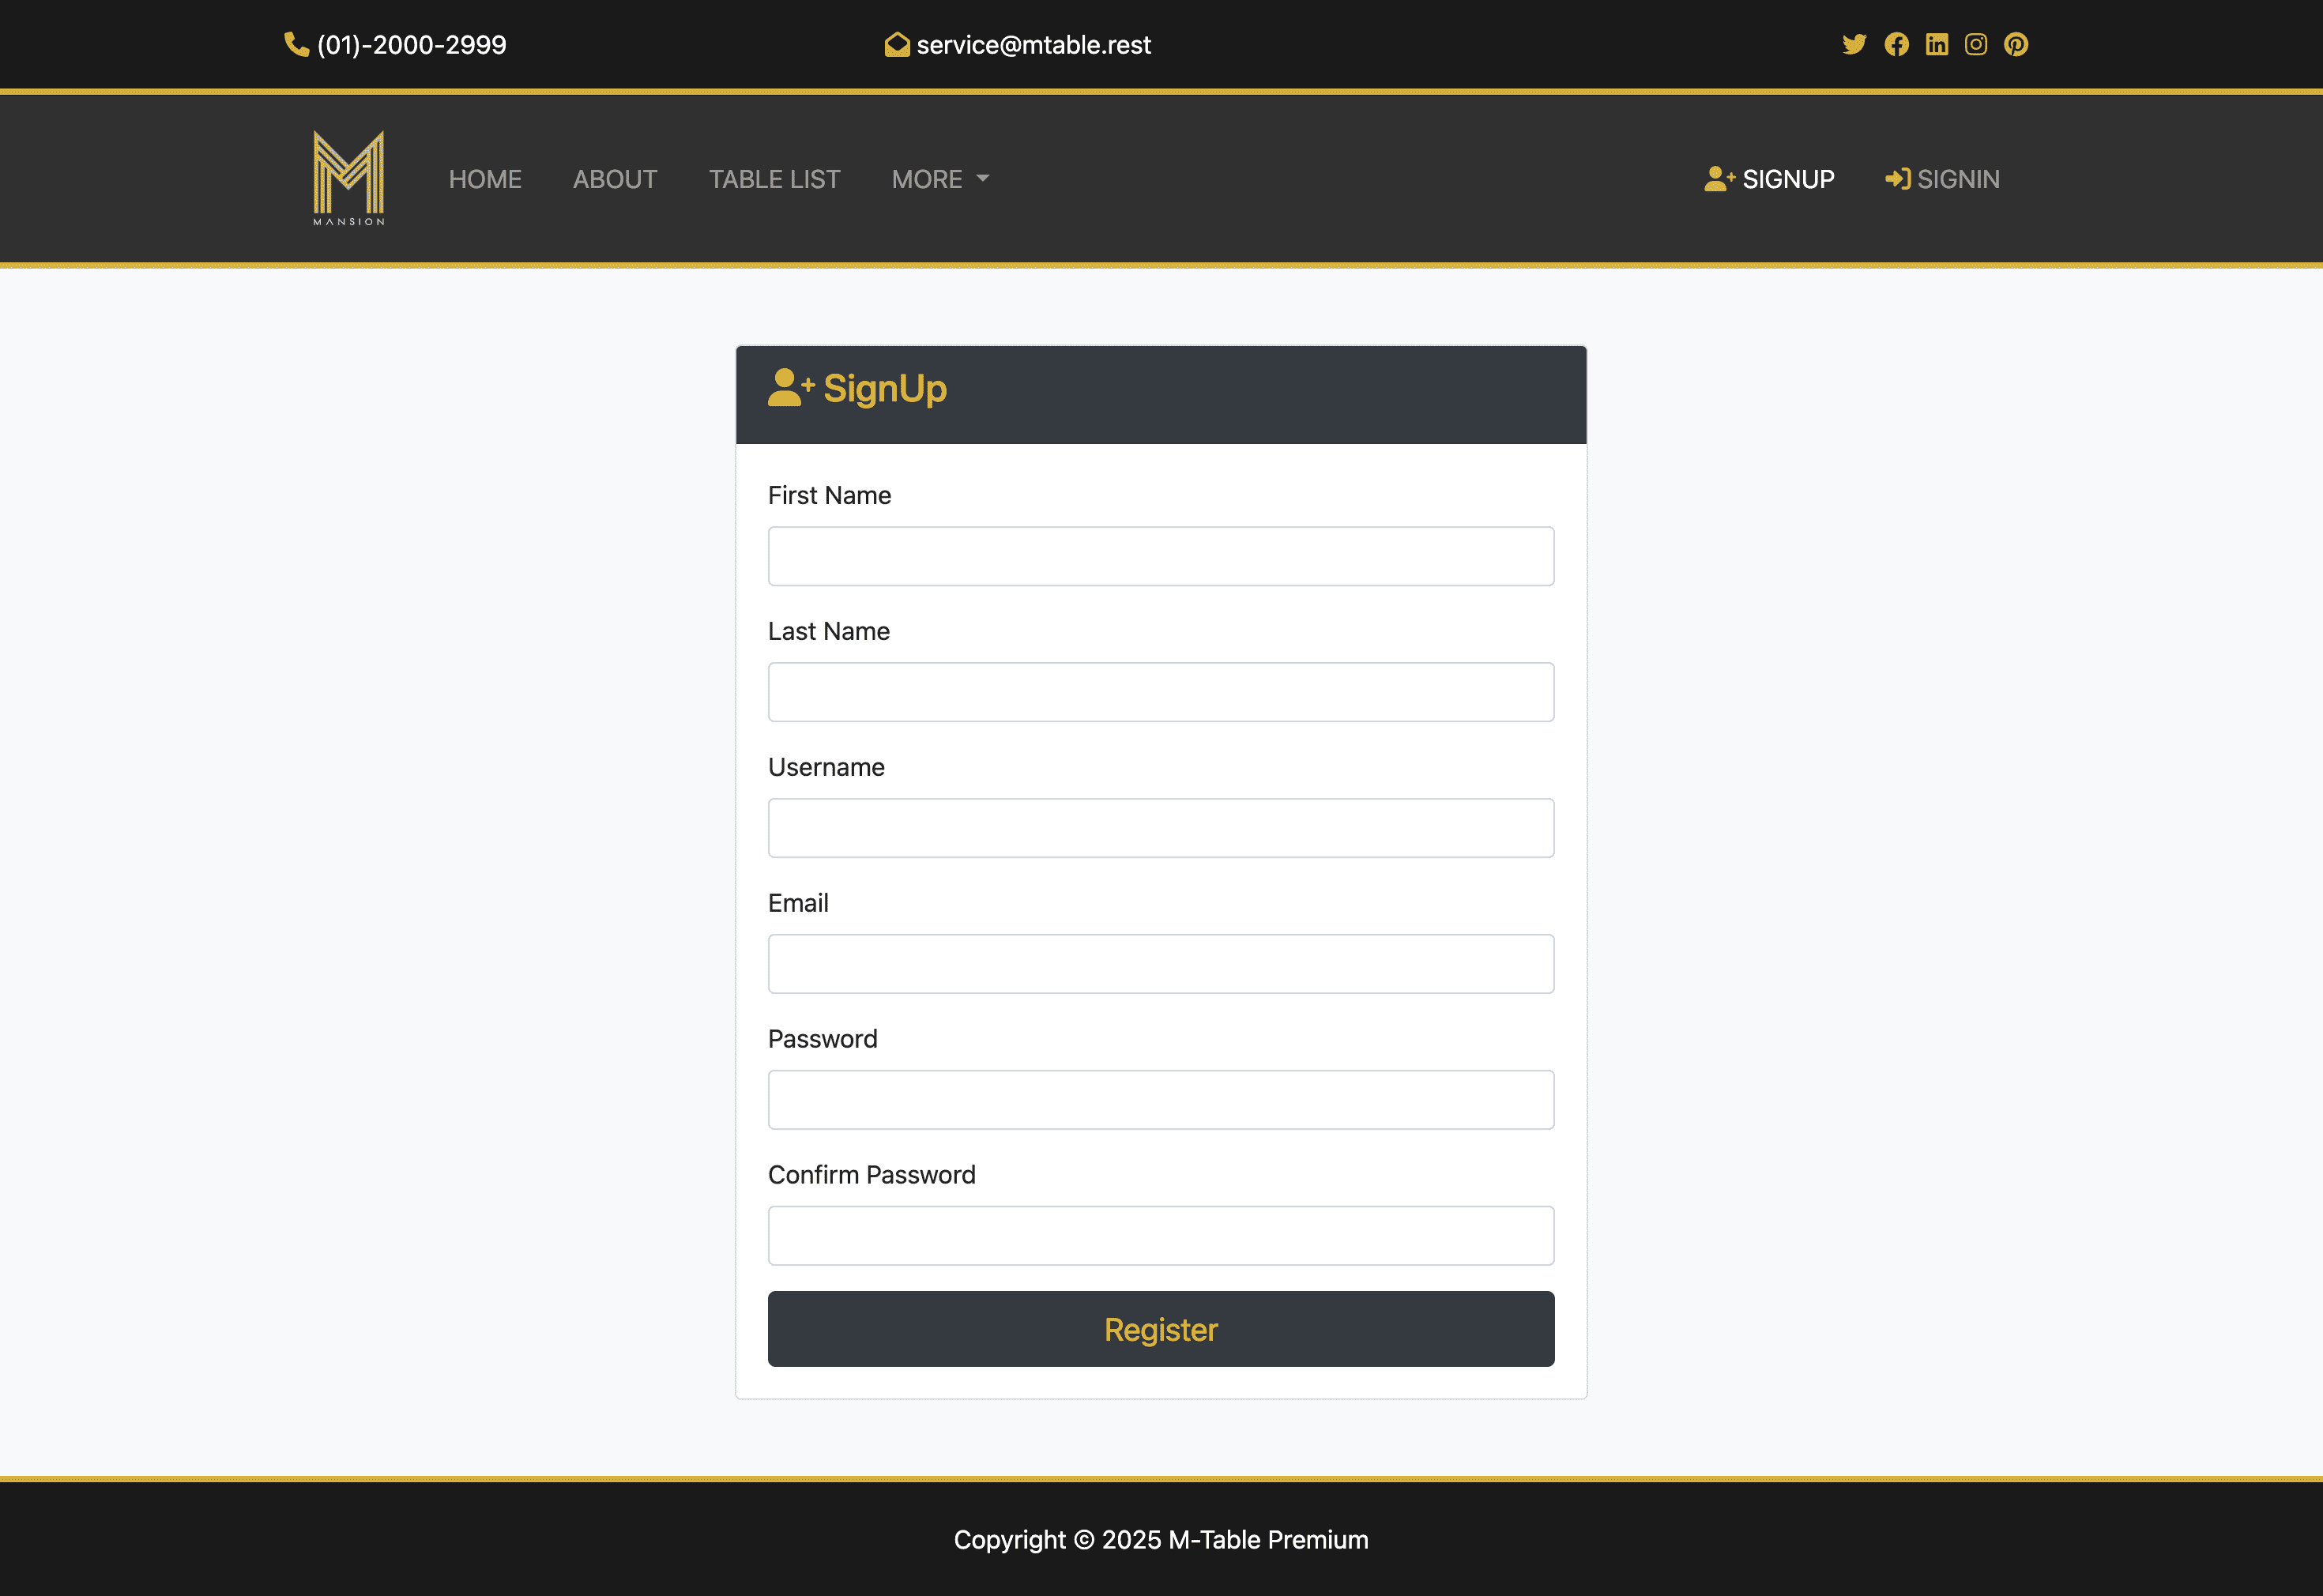 (01)-2000-2999
service@mtable.rest
MANSION
HOME
ABOUT
TABLE LIST
MORE
SIGNUP
SIGNIN
SignUp
First Name
Last Name
Username
Email
Password
Confirm Password
Register
Copyright © 2025 M-Table Premium